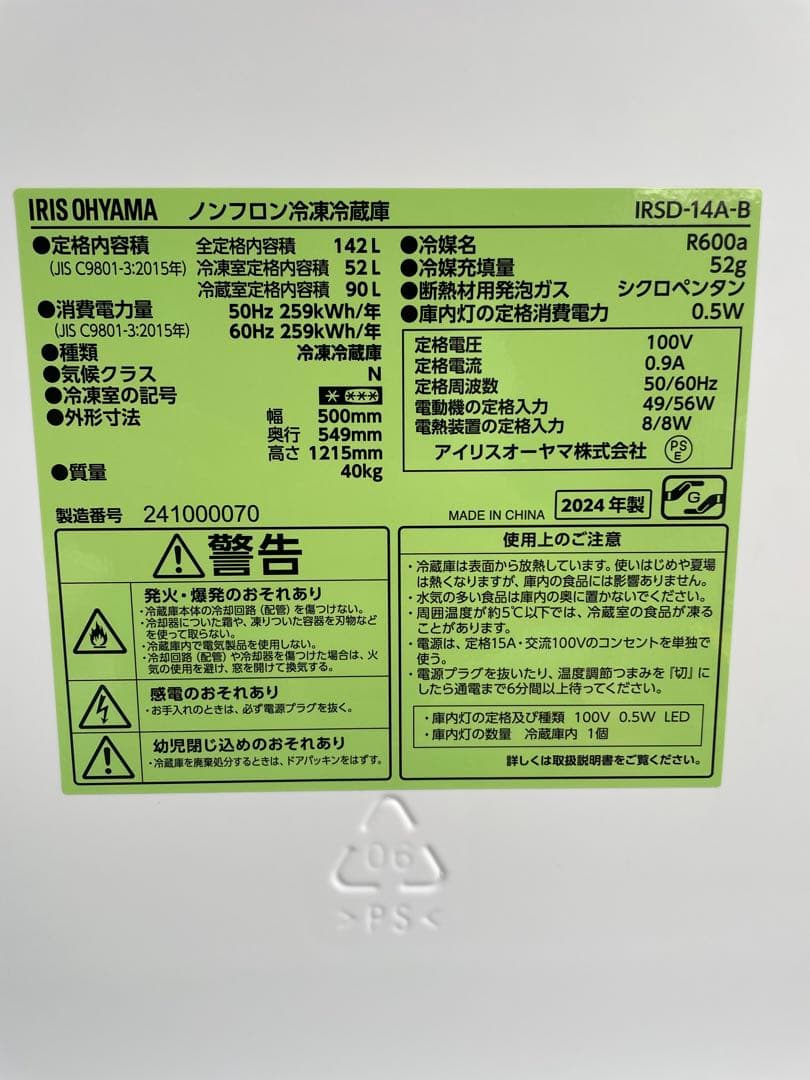 IRIS OHYAMA ノンフロン冷凍冷蔵庫 IRSD-14A-B
●定格内容積 全定格内容積 142L
(JIS C9801-3:2015年) 冷凍室定格内容積 52L
冷蔵室定格内容積 90L
●消費電力量 50Hz 259kWh/年
(JIS C9801-3:2015年) 60Hz 259kWh/年
●種類 冷凍冷蔵庫
●気候クラス N
●冷凍室の記号 * ***
●外形寸法 幅 500mm
奥行 549mm
高さ 1215mm
●質量 40kg
●冷媒名 R600a
●冷媒充填量 52g
●断熱材用発泡ガス シクロペンタン
●庫内灯の定格消費電力 0.5W
定格電圧 100V
定格電流 0.9A
定格周波数 50/60Hz
電動機の定格入力 49/56W
電熱装置の定格入力 8/8W
アイリスオーヤマ株式会社 PSE
製造番号 241000070
MADE IN CHINA 2024年製 G
警告
発火・爆発のおそれあり
・冷蔵庫本体の冷却回路(配管)を傷つけない。
・冷却器についた霜や、凍りついた容器を刃物など
を使って取らない。
・冷蔵庫内で電気製品を使用しない。
・冷却回路(配管)や冷却器を傷つけた場合は、火
気の使用を避け、窓を開けて換気する。
感電のおそれあり
・お手入れのときは、必ず電源プラグを抜く。
幼児閉じ込めのおそれあり
・冷蔵庫を廃棄処分するときは、ドアパッキンをはずす。
使用上のご注意
・冷蔵庫は表面から放熱しています。使いはじめや夏場
は熱くなりますが、庫内の食品には影響ありません。
・水気の多い食品は庫内の奥に置かないでください。
・周囲温度が約5℃以下では、冷蔵室の食品が凍る
ことがあります。
・電源は、定格15A・交流100Vのコンセントを単独で
使う。
・電源プラグを抜いたり、温度調節つまみを「切」に
したら通電まで6分間以上待ってください。
・庫内灯の定格及び種類 100V 0.5W LED
・庫内灯の数量 冷蔵庫内 1個
詳しくは取扱説明書をご覧ください。
06
>PS<